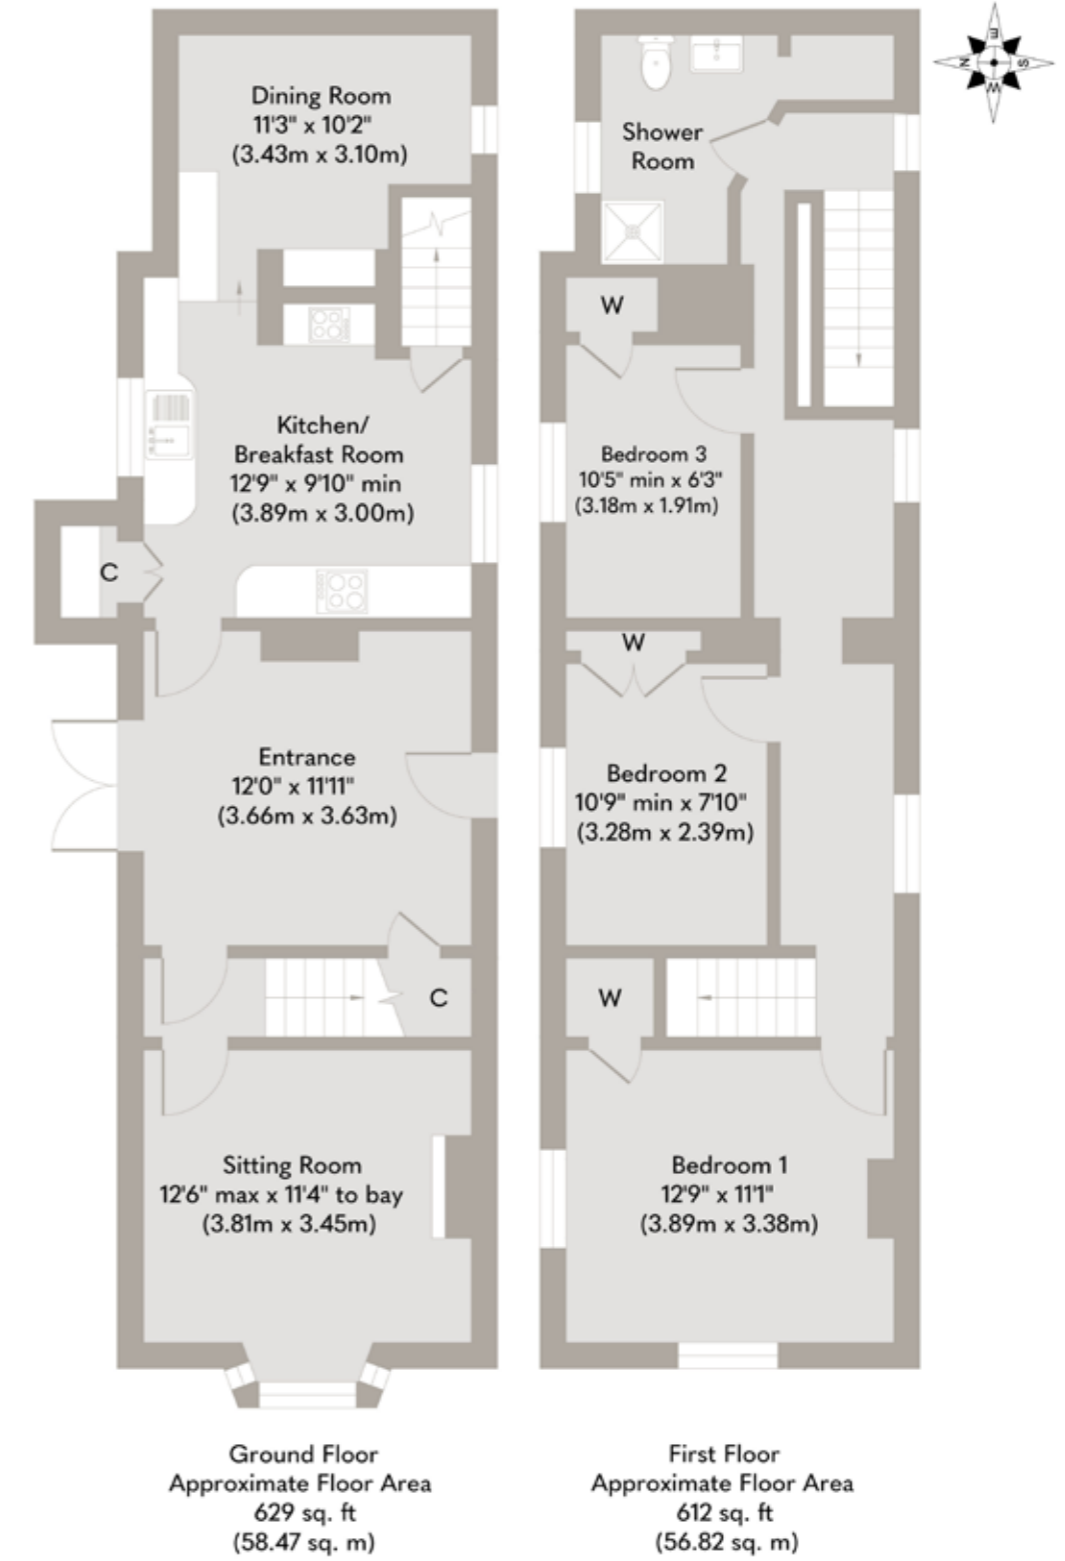 Dining Room
11'3" x 10'2"
(3.43m x 3.10m)
Kitchen/
Breakfast Room
12'9" x 9'10" min
(3.89m x 3.00m)
C
Entrance
12'0" x 11'11"
(3.66m x 3.63m)
C
Sitting Room
12'6" max x 11'4" to bay
(3.81m x 3.45m)
Ground Floor
Approximate Floor Area
629 sq. ft
(58.47 sq. m)
E
N
S
W
Shower
Room
W
Bedroom 3
10'5" min x 6'3"
(3.18m x 1.91m)
W
Bedroom 2
10'9" min x 7'10"
(3.28m x 2.39m)
W
Bedroom 1
12'9" x 11'1"
(3.89m x 3.38m)
First Floor
Approximate Floor Area
612 sq. ft
(56.82 sq. m)